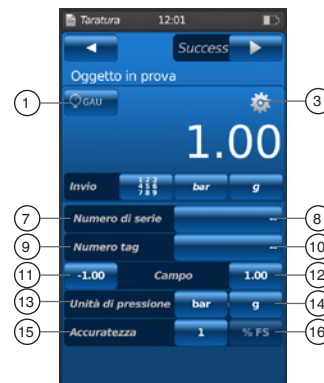 Taratura 12:01
Success
Oggetto in prova
1 GAU 3
1.00
Invio 1 2 3 4 5 6 7 8 9 bar g
7 Numero di serie -- 8
9 Numero tag -- 10
11 -1.00 Campo 1.00 12
13 Unità di pressione bar g 14
15 Accuratezza 1 % FS 16